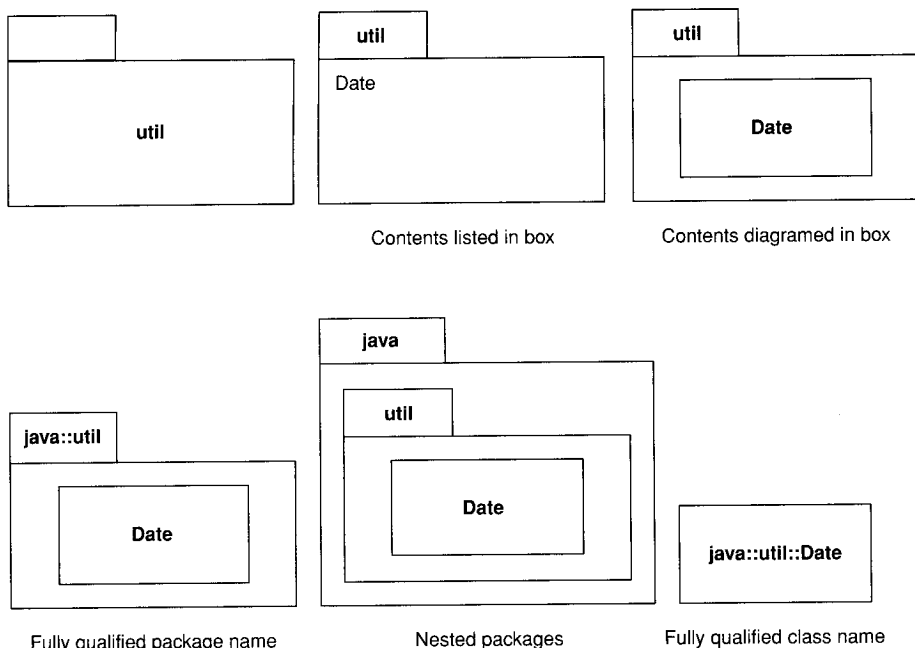 util
util
util
Date
Date
Contents listed in box
Contents diagramed in box
java
java::util
util
Date
Date
java::util::Date
Fully qualified package name
Nested packages
Fully qualified class name